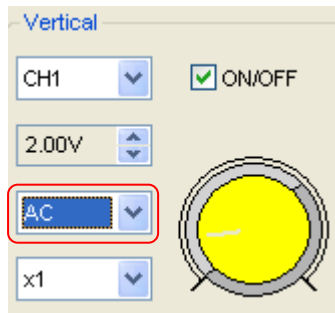 Vertical
CH1
ON/OFF
2.00V
AC
x1